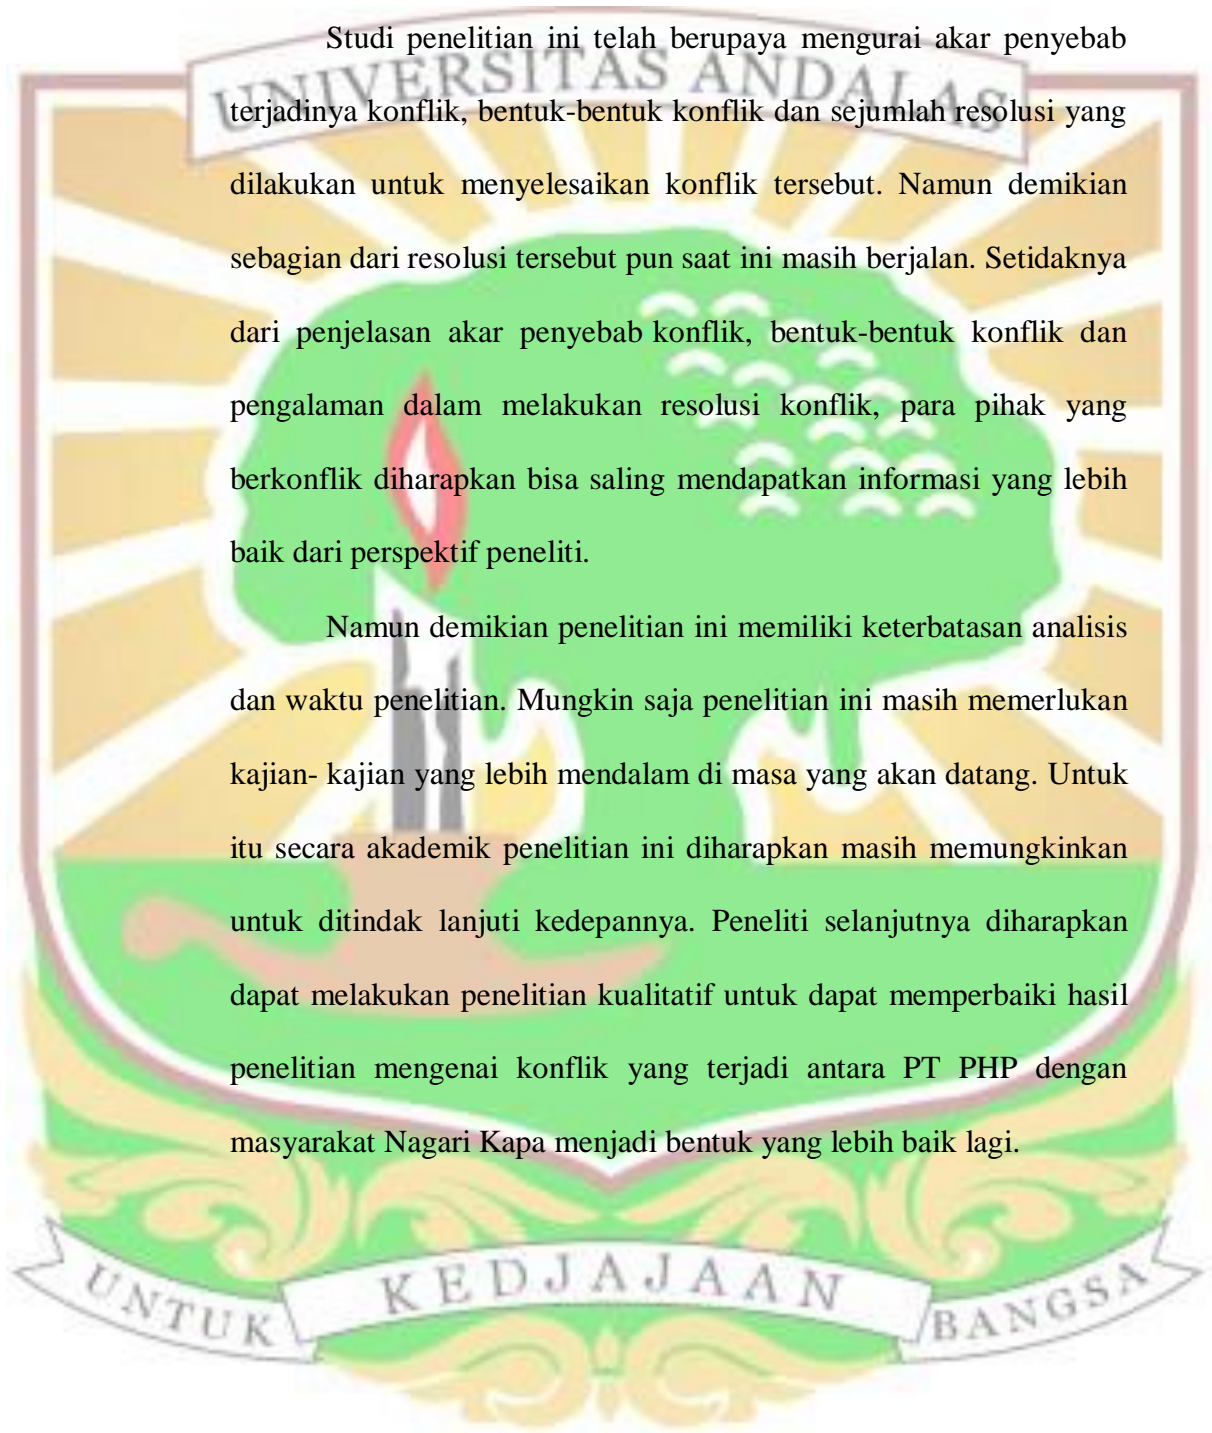 Studi penelitian ini telah berupaya mengurai akar penyebab
UNIVERSITAS ANDALAS
terjadinya konflik, bentuk-bentuk konflik dan sejumlah resolusi yang
dilakukan untuk menyelesaikan konflik tersebut. Namun demikian
sebagian dari resolusi tersebut pun saat ini masih berjalan. Setidaknya
dari penjelasan akar penyebab konflik, bentuk-bentuk konflik dan
pengalaman dalam melakukan resolusi konflik, para pihak yang
berkonflik diharapkan bisa saling mendapatkan informasi yang lebih
baik dari perspektif peneliti.
Namun demikian penelitian ini memiliki keterbatasan analisis
dan waktu penelitian. Mungkin saja penelitian ini masih memerlukan
kajian- kajian yang lebih mendalam di masa yang akan datang. Untuk
itu secara akademik penelitian ini diharapkan masih memungkinkan
untuk ditindak lanjuti kedepannya. Peneliti selanjutnya diharapkan
dapat melakukan penelitian kualitatif untuk dapat memperbaiki hasil
penelitian mengenai konflik yang terjadi antara PT PHP dengan
masyarakat Nagari Kapa menjadi bentuk yang lebih baik lagi.
UNTUK KEDJAJAAN BANGSA